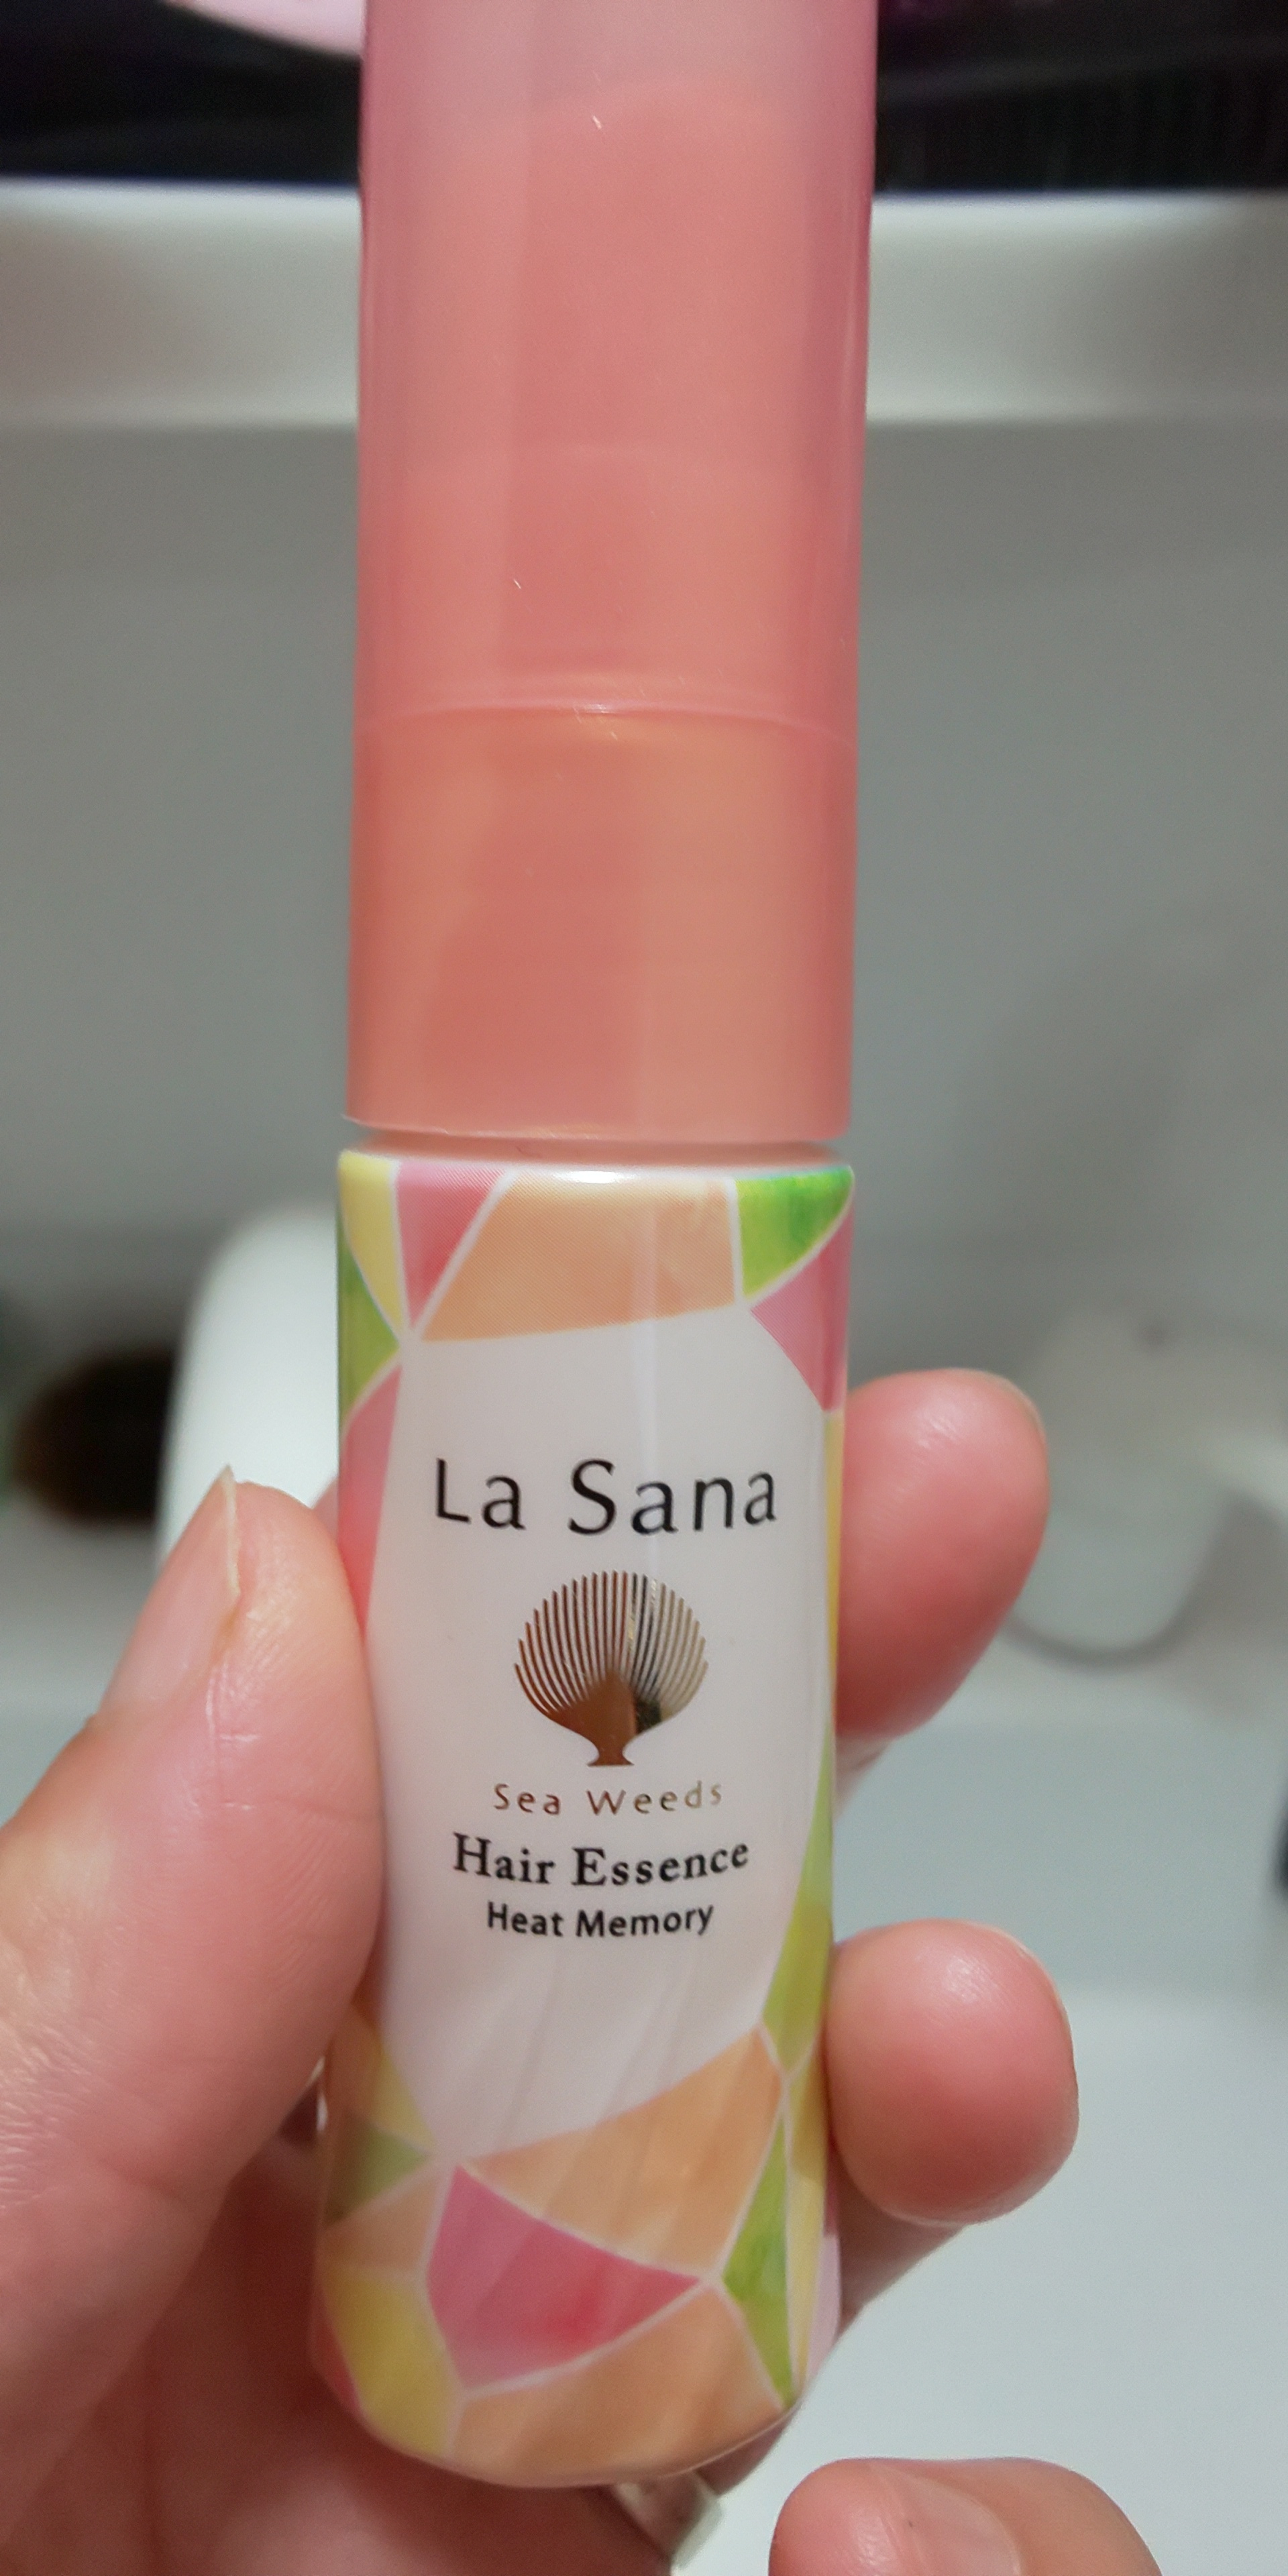 La Sana
Sea Weeds
Hair Essence
Heat Memory